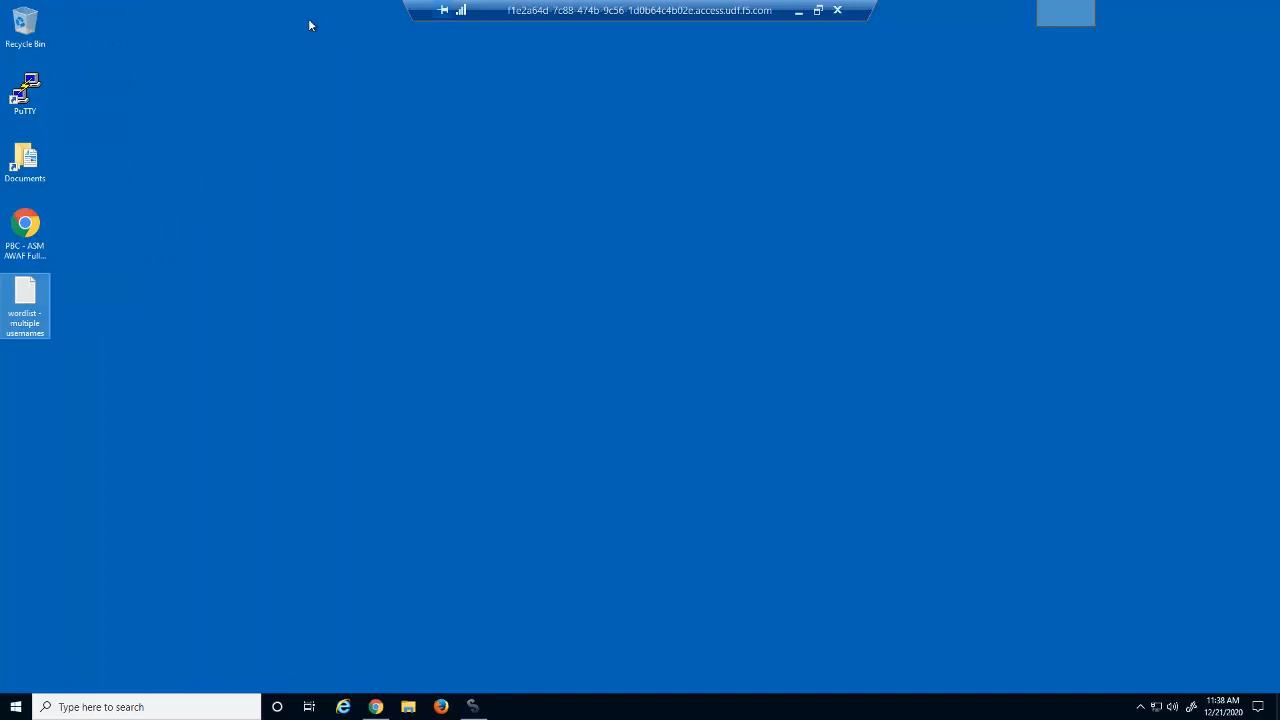 f1e2a64d-7c88-474b-9c56-1d0b64c4b02e.access.udf.f5.com
Recycle Bin
PuTTY
Documents
PBC - ASM
AWAF Full...
wordlist -
multiple
usernames
Type here to search
11:38 AM
12/21/2020